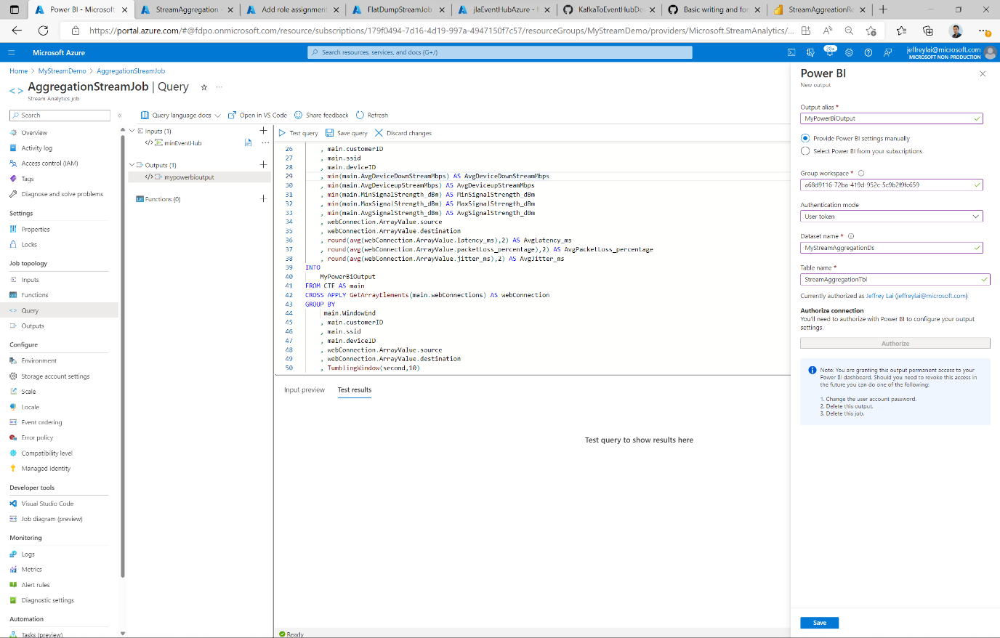 Power BI - Microsoft
StreamAggregation -
Add role assignment
FlatDumpStreamJob
jlaEventHubAzure -
KafkaToEventHubDe
Basic writing and for
StreamAggreationRe
https://portal.azure.com/#@fdpo.onmicrosoft.com/resource/subscriptions/179f0494-7d16-4d19-997a-4947150f7c57/resourceGroups/MyStreamDemo/providers/Microsoft.StreamAnalytics/...
Microsoft Azure
Search resources, services, and docs (G+/)
20+
jeffreylai@microsoft.com
MICROSOFT NON-PRODUCTION
Home > MyStreamDemo > AggregationStreamJob
<> AggregationStreamJob | Query
Stream Analytics job
Search
Overview
Activity log
Access control (IAM)
Tags
Diagnose and solve problems
Settings
Properties
Locks
Job topology
Inputs
Functions
Query
Outputs
Configure
Environment
Storage account settings
Scale
Locale
Event ordering
Error policy
Compatibility level
Managed Identity
Developer tools
Visual Studio Code
Job diagram (preview)
Monitoring
Logs
Metrics
Alert rules
Diagnostic settings
Automation
Tasks (preview)
Query language docs
Open in VS Code
Share feedback
Refresh
Inputs (1)
minEventHub
Outputs (1)
mypowerbioutput
Functions (0)
Test query
Save query
Discard changes
26 , main.customerID
27 , main.ssid
28 , main.deviceID
29 , min(main.AvgDeviceDownStreamMbps) AS AvgDeviceDownStreamMbps
30 , min(main.AvgDeviceupStreamMbps) AS AvgDeviceupStreamMbps
31 , min(main.MinSignalStrength_dBm) AS MinSignalStrength_dBm
32 , min(main.MaxSignalStrength_dBm) AS MaxSignalStrength_dBm
33 , min(main.AvgSignalStrength_dBm) AS AvgSignalStrength_dBm
34 , webConnection.ArrayValue.source
35 , webConnection.ArrayValue.destination
36 , round(avg(webConnection.ArrayValue.latency_ms),2) AS AvgLatency_ms
37 , round(avg(webConnection.ArrayValue.packetLoss_percentage),2) AS AvgPacketLoss_percentage
38 , round(avg(webConnection.ArrayValue.jitter_ms),2) AS AvgJitter_ms
39 INTO
40 MyPowerBiOutput
41 FROM CTE AS main
42 CROSS APPLY GetArrayElements(main.webConnections) AS webConnection
43 GROUP BY
44 main.WindowEnd
45 , main.customerID
46 , main.ssid
47 , main.deviceID
48 , webConnection.ArrayValue.source
49 , webConnection.ArrayValue.destination
50 , TumblingWindow(second,10)
Input preview
Test results
Test query to show results here
Ready
Power BI
New output
Output alias *
MyPowerBiOutput
Provide Power BI settings manually
Select Power BI from your subscriptions
Group workspace *
a68d9116-72ba-419d-952c-5c9b2f9fc659
Authentication mode
User token
Dataset name *
MyStreamAggregationDs
Table name *
StreamAggregationTbl
Currently authorized as Jeffrey Lai (jeffreylai@microsoft.com)
Authorize connection
You'll need to authorize with Power BI to configure your output
settings.
Authorize
Note: You are granting this output permanent access to your
Power BI dashboard. Should you need to revoke this access in
the future you can do one of the following:
1. Change the user account password.
2. Delete this output.
3. Delete this job.
Save